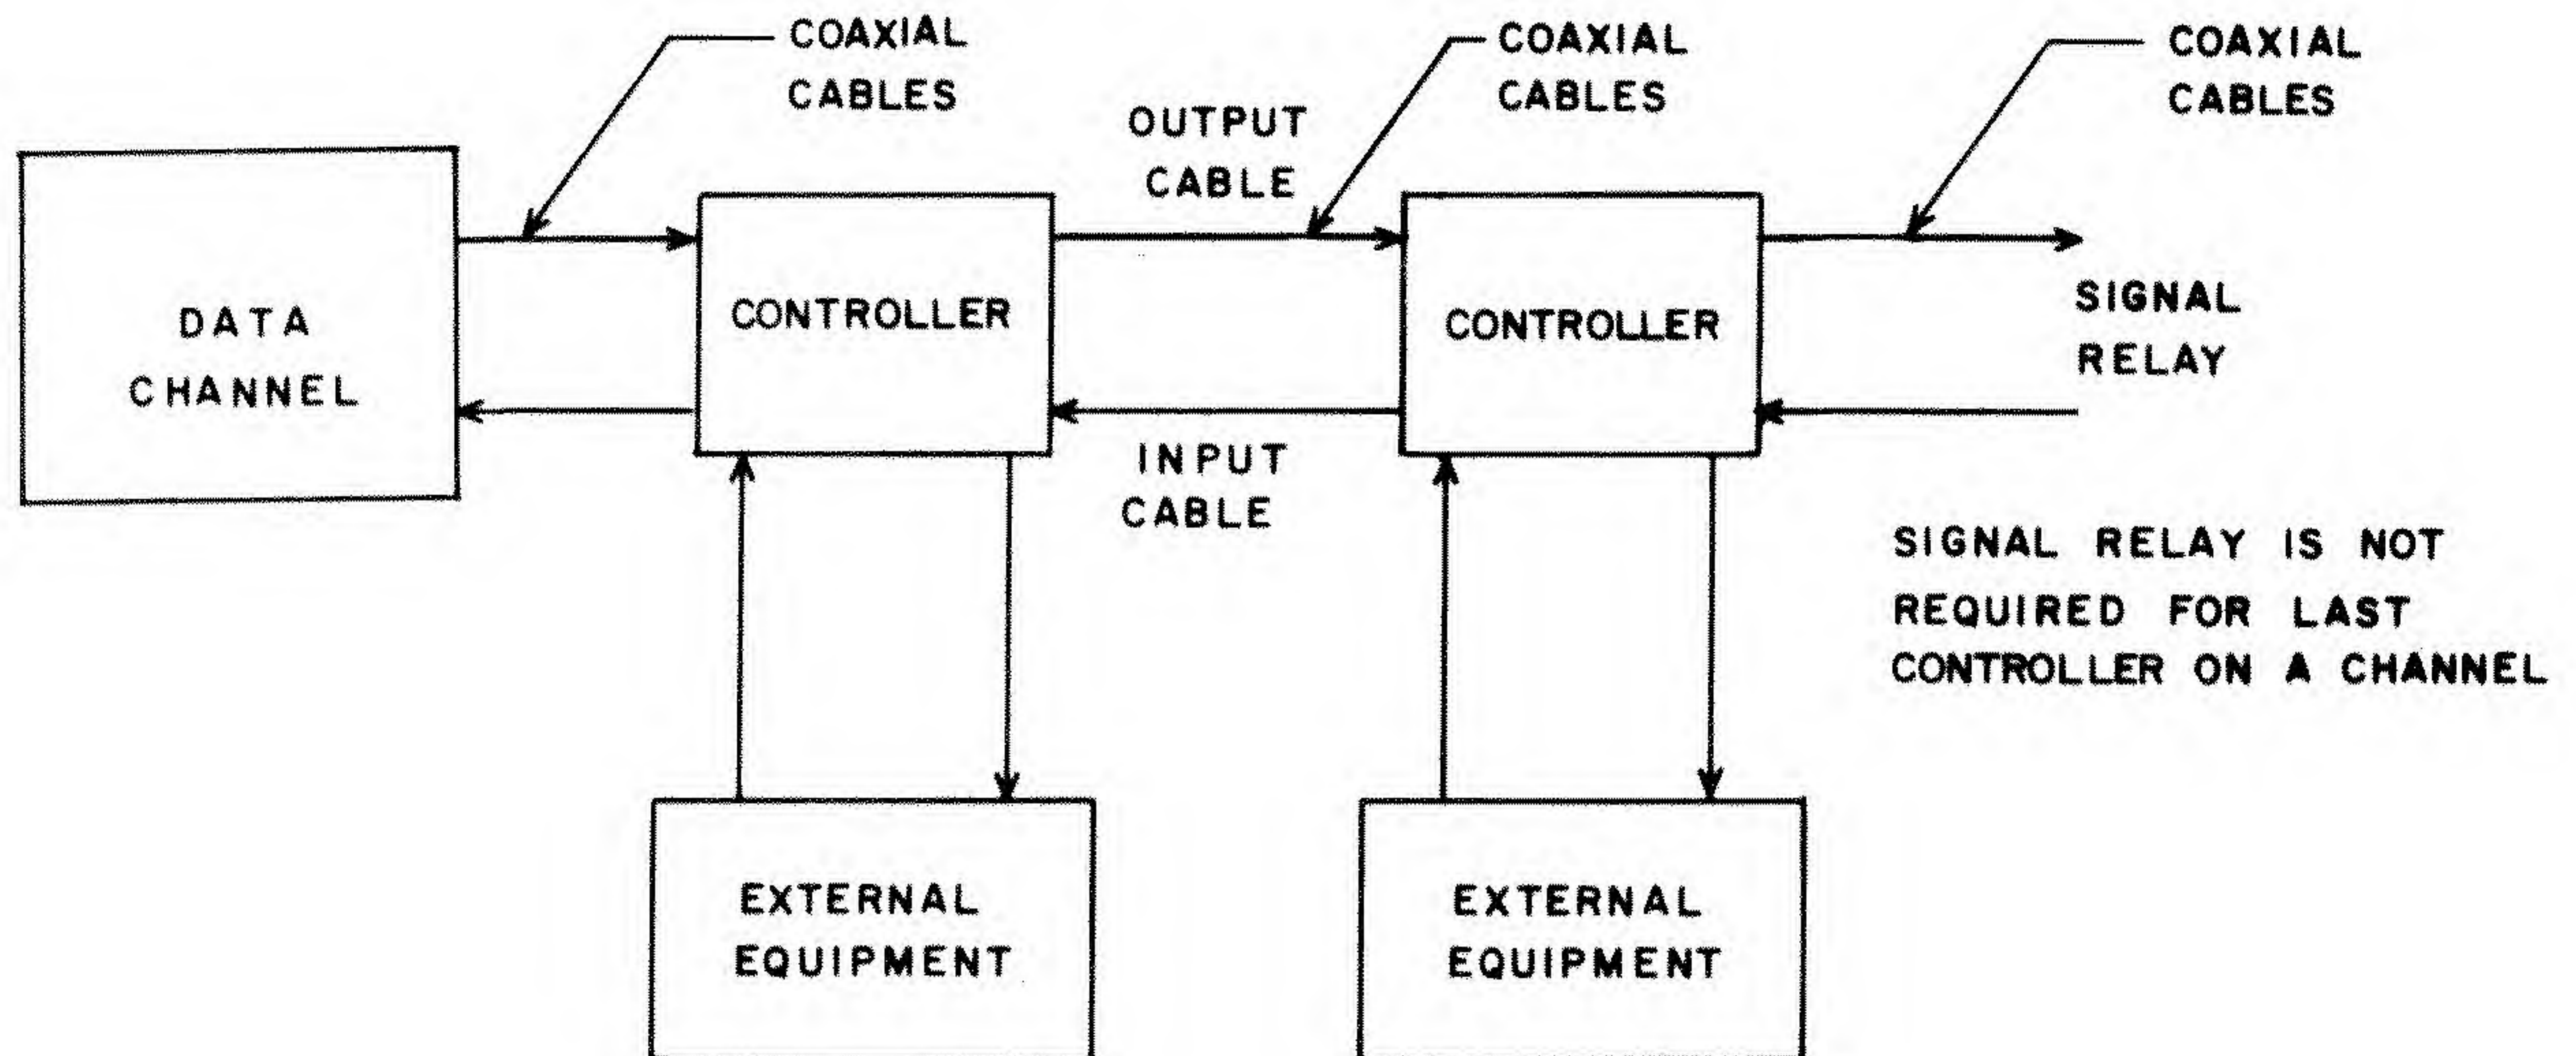 COAXIAL
CABLES
COAXIAL
CABLES
COAXIAL
CABLES
OUTPUT
CABLE
DATA
CHANNEL
CONTROLLER
CONTROLLER
SIGNAL
RELAY
INPUT
CABLE
SIGNAL RELAY IS NOT
REQUIRED FOR LAST
CONTROLLER ON A CHANNEL
EXTERNAL
EQUIPMENT
EXTERNAL
EQUIPMENT